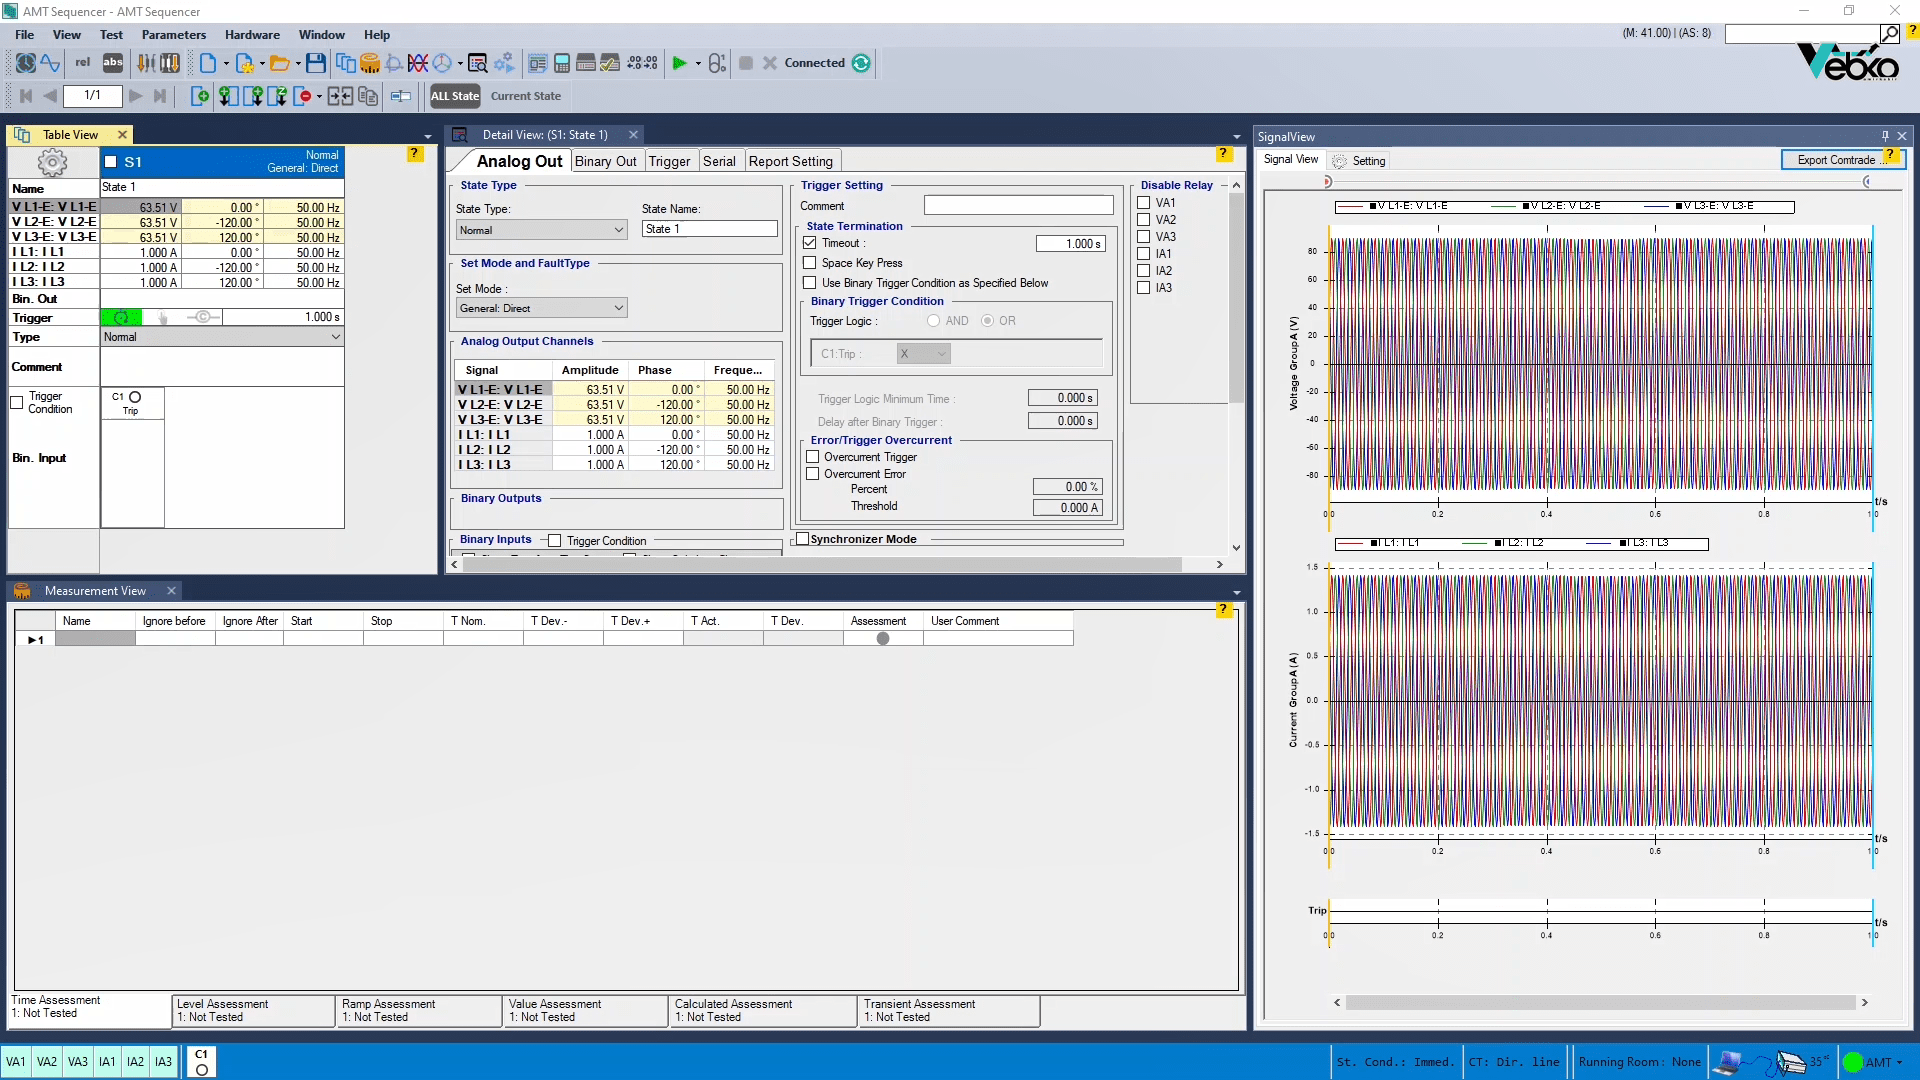 AMT Sequencer - AMT Sequencer
File View Test Parameters Hardware Window Help
(M: 41.00) | (AS: 8)
?
Vebko
rel abs
Connected
1/1
ALL State Current State
Table View
?
S1
Normal
General: Direct
Name State 1
V L1-E: V L1-E 63.51 V 0.00 ° 50.00 Hz
V L2-E: V L2-E 63.51 V -120.00 ° 50.00 Hz
V L3-E: V L3-E 63.51 V 120.00 ° 50.00 Hz
I L1: I L1 1.000 A 0.00 ° 50.00 Hz
I L2: I L2 1.000 A -120.00 ° 50.00 Hz
I L3: I L3 1.000 A 120.00 ° 50.00 Hz
Bin. Out
Trigger 1.000 s
Type Normal
Comment
Trigger
Condition
C1
Trip
Bin. Input
Detail View: (S1: State 1)
Analog Out Binary Out Trigger Serial Report Setting
?
State Type
State Type: State Name:
Normal State 1
Set Mode and FaultType
Set Mode :
General: Direct
Analog Output Channels
Signal Amplitude Phase Freque...
V L1-E: V L1-E 63.51 V 0.00 ° 50.00 Hz
V L2-E: V L2-E 63.51 V -120.00 ° 50.00 Hz
V L3-E: V L3-E 63.51 V 120.00 ° 50.00 Hz
I L1: I L1 1.000 A 0.00 ° 50.00 Hz
I L2: I L2 1.000 A -120.00 ° 50.00 Hz
I L3: I L3 1.000 A 120.00 ° 50.00 Hz
Binary Outputs
Binary Inputs Trigger Condition
Trigger Setting
Comment
State Termination
Timeout : 1.000 s
Space Key Press
Use Binary Trigger Condition as Specified Below
Binary Trigger Condition
Trigger Logic : AND OR
C1:Trip : X
Trigger Logic Minimum Time : 0.000 s
Delay after Binary Trigger : 0.000 s
Error/Trigger Overcurrent
Overcurrent Trigger
Overcurrent Error
Percent 0.00 %
Threshold 0.000 A
Synchronizer Mode
Disable Relay
VA1
VA2
VA3
IA1
IA2
IA3
SignalView
Signal View Setting
Export Comtrade ...
?
V L1-E: V L1-E V L2-E: V L2-E V L3-E: V L3-E
Voltage Group A (V)
80
60
40
20
0
-20
-40
-60
-80
t/s
0.0 0.2 0.4 0.6 0.8 1.0
I L1: I L1 I L2: I L2 I L3: I L3
Current Group A (A)
1.5
1.0
0.5
0.0
-0.5
-1.0
-1.5
t/s
0.0 0.2 0.4 0.6 0.8 1.0
Trip
t/s
0.0 0.2 0.4 0.6 0.8 1.0
Measurement View
?
Name Ignore before Ignore After Start Stop T Nom. T Dev.- T Dev.+ T Act. T Dev. Assessment User Comment
1
Time Assessment
1: Not Tested
Level Assessment
1: Not Tested
Ramp Assessment
1: Not Tested
Value Assessment
1: Not Tested
Calculated Assessment
1: Not Tested
Transient Assessment
1: Not Tested
VA1 VA2 VA3 IA1 IA2 IA3 C1
St. Cond.: Immed. CT: Dir. line Running Room: None 35° AMT